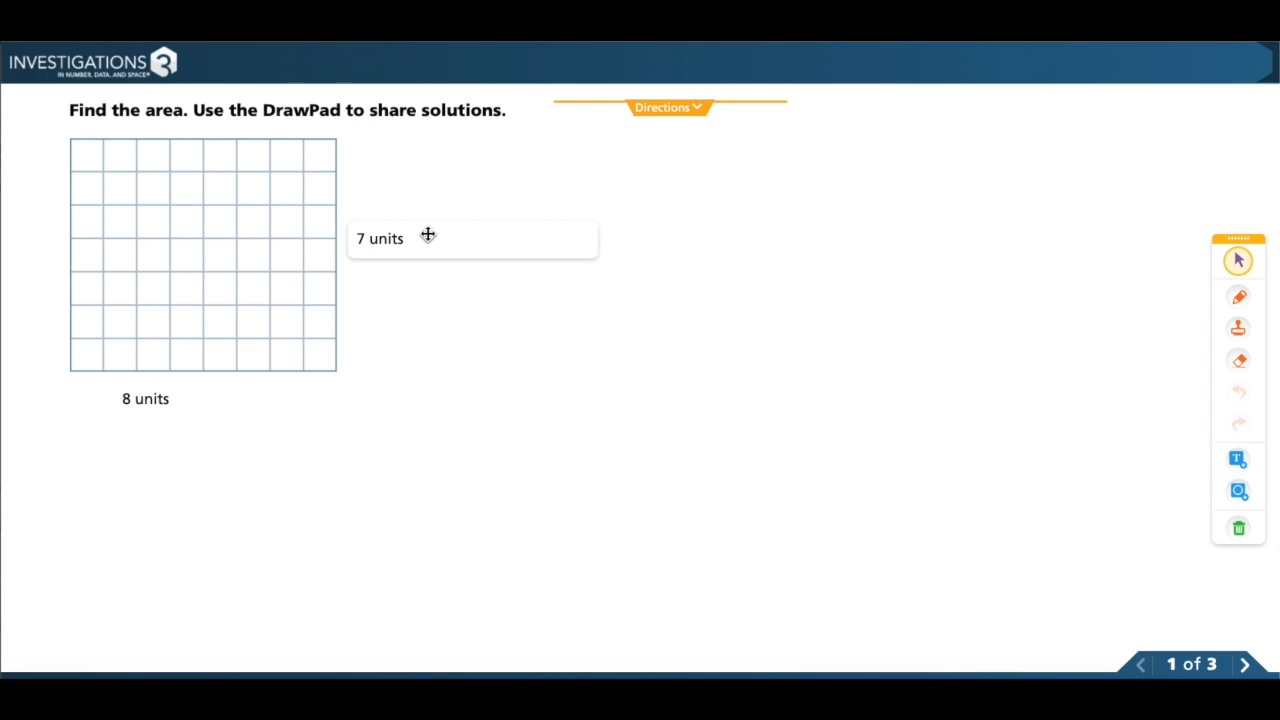 INVESTIGATIONS 3
IN NUMBER, DATA, AND SPACE®
Find the area. Use the DrawPad to share solutions.
Directions
7 units
8 units
T
1 of 3